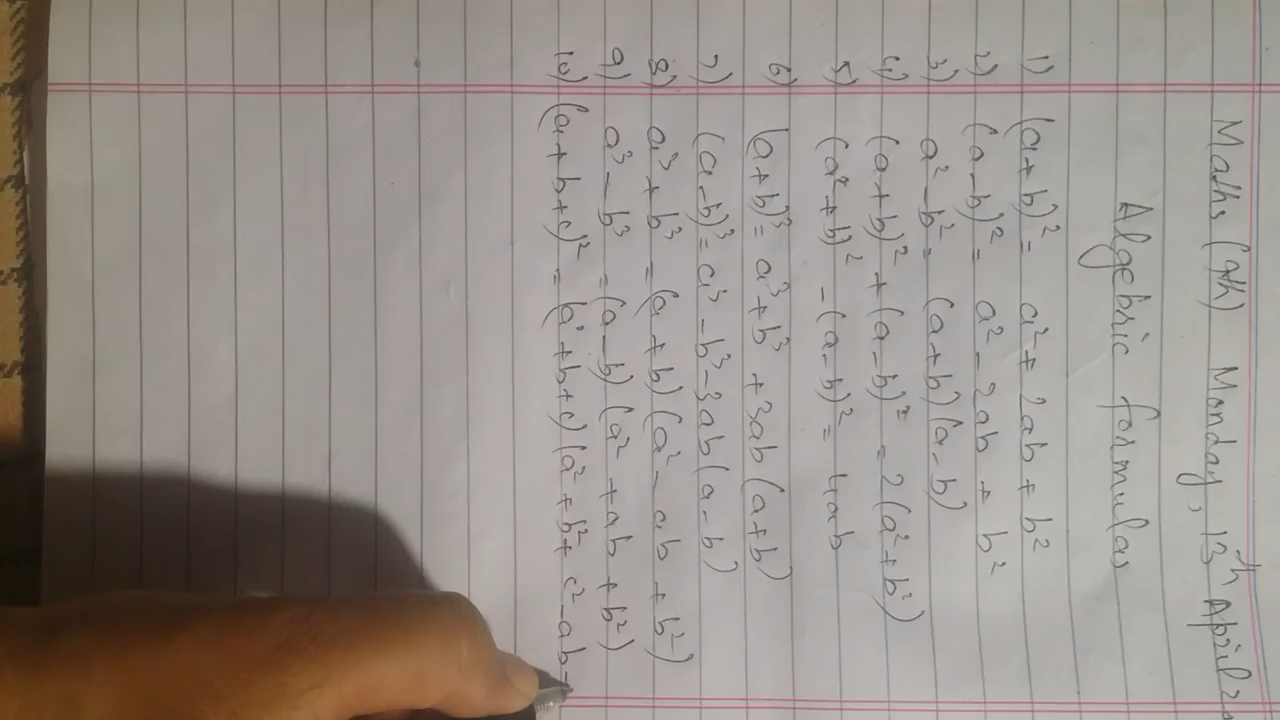 Maths (9th) Monday, 13th April 20
Algebric formulas
1) (a+b)² = a² + 2ab + b²
2) (a-b)² = a² - 2ab + b²
3) a² - b² = (a+b)(a-b)
4) (a+b)² + (a-b)² = 2(a²+b²)
5) (a²+b)² - (a-b)² = 4ab
6) (a+b)³ = a³ + b³ + 3ab(a+b)
7) (a-b)³ = a³ - b³ - 3ab(a-b)
8) a³ + b³ = (a+b)(a² - ab + b²)
9) a³ - b³ = (a-b)(a² + ab + b²)
10) (a+b+c)² = (a²+b+c)(a²+b²+c²-ab-